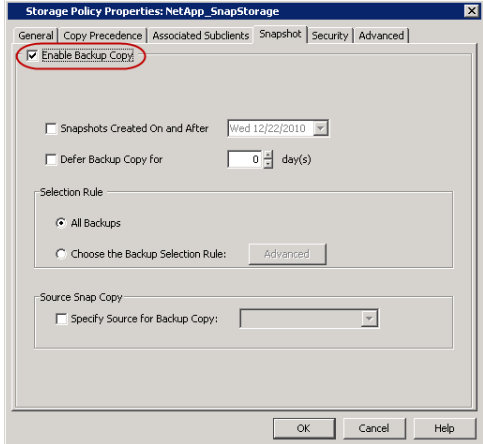 Storage Policy Properties: NetApp_SnapStorage
General Copy Precedence Associated Subclients Snapshot Security Advanced
Enable Backup Copy
Snapshots Created On and After Wed 12/22/2010
Defer Backup Copy for 0 day(s)
Selection Rule
All Backups
Choose the Backup Selection Rule: Advanced
Source Snap Copy
Specify Source for Backup Copy:
OK Cancel Help